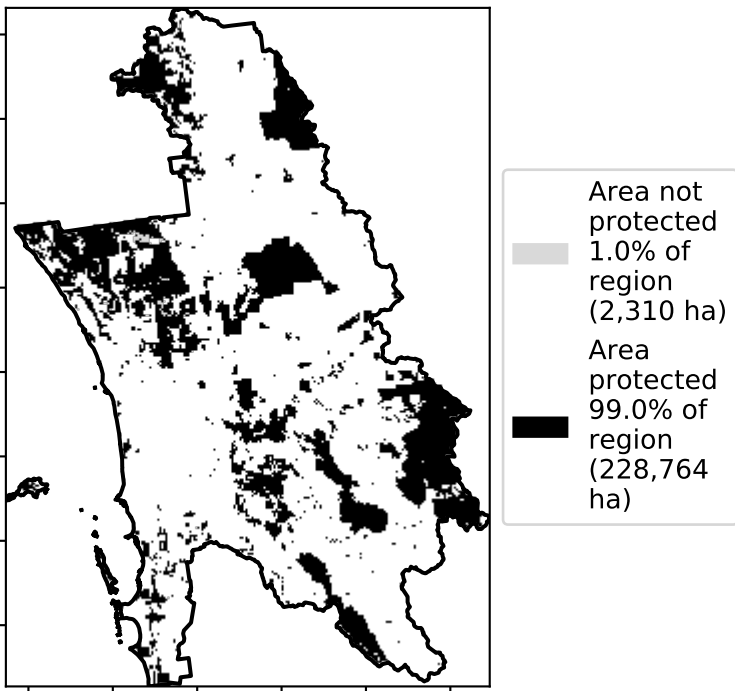 Area not
protected
1.0% of
region
(2,310 ha)
Area
protected
99.0% of
region
(228,764
ha)